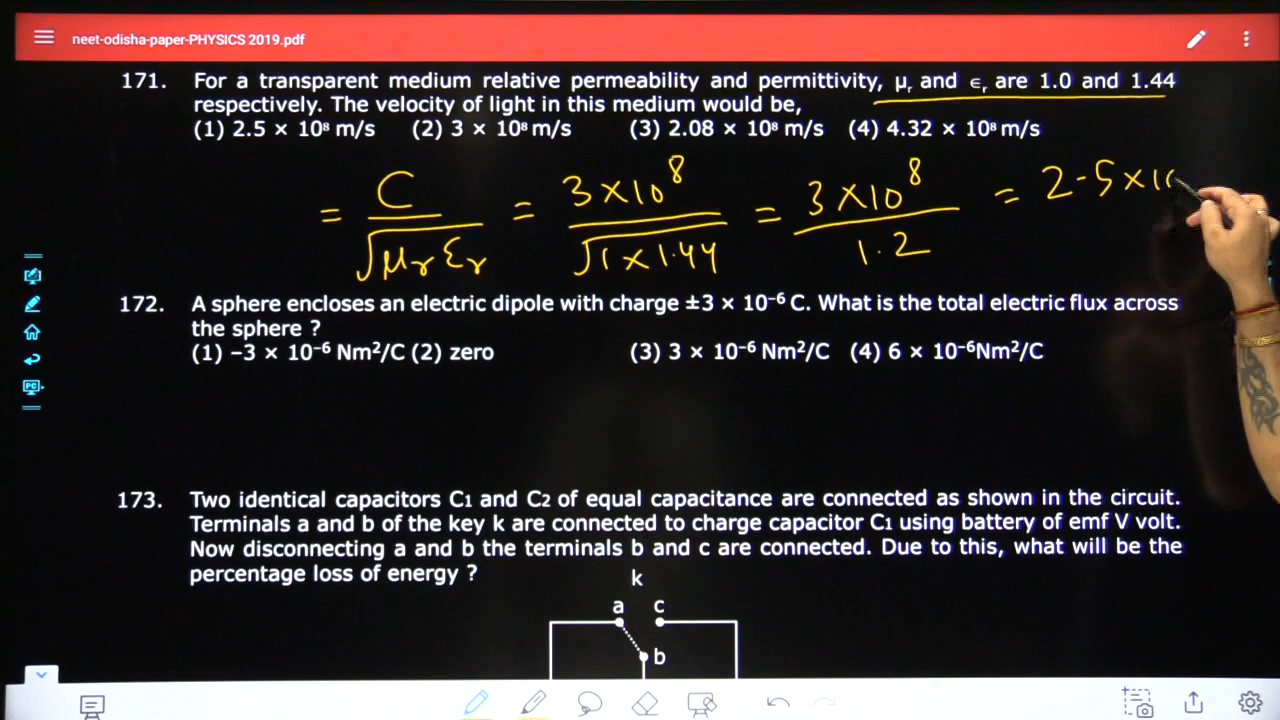 neet-odisha-paper-PHYSICS 2019.pdf
171. For a transparent medium relative permeability and permittivity, μᵣ and ϵᵣ are 1.0 and 1.44
respectively. The velocity of light in this medium would be,
(1) 2.5 × 10⁸ m/s (2) 3 × 10⁸ m/s (3) 2.08 × 10⁸ m/s (4) 4.32 × 10⁸ m/s
= C / √μᵣ εᵣ = 3×10⁸ / √1×1.44 = 3×10⁸ / 1.2 = 2.5×10
172. A sphere encloses an electric dipole with charge ±3 × 10⁻⁶ C. What is the total electric flux across
the sphere ?
(1) –3 × 10⁻⁶ Nm²/C (2) zero (3) 3 × 10⁻⁶ Nm²/C (4) 6 × 10⁻⁶Nm²/C
173. Two identical capacitors C1 and C2 of equal capacitance are connected as shown in the circuit.
Terminals a and b of the key k are connected to charge capacitor C1 using battery of emf V volt.
Now disconnecting a and b the terminals b and c are connected. Due to this, what will be the
percentage loss of energy ?
k
a c
b
PC